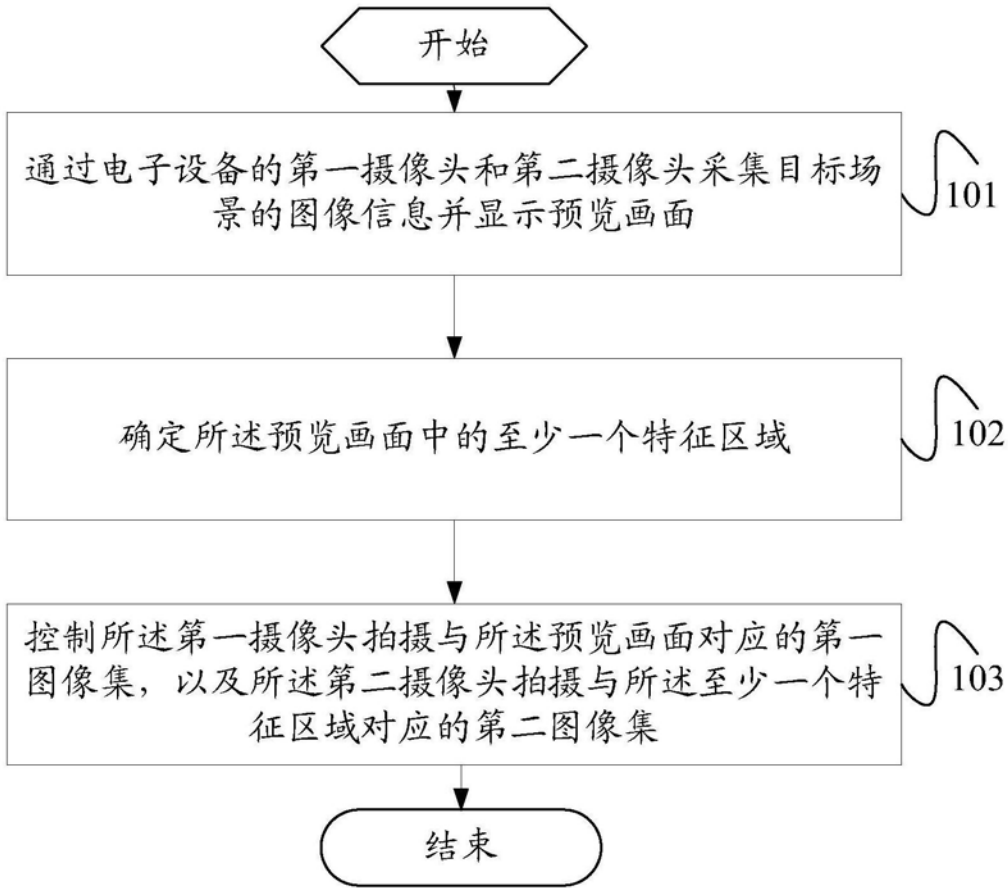 开始
通过电子设备的第一摄像头和第二摄像头采集目标场
景的图像信息并显示预览画面
101
确定所述预览画面中的至少一个特征区域
102
控制所述第一摄像头拍摄与所述预览画面对应的第一
图像集，以及所述第二摄像头拍摄与所述至少一个特
征区域对应的第二图像集
103
结束